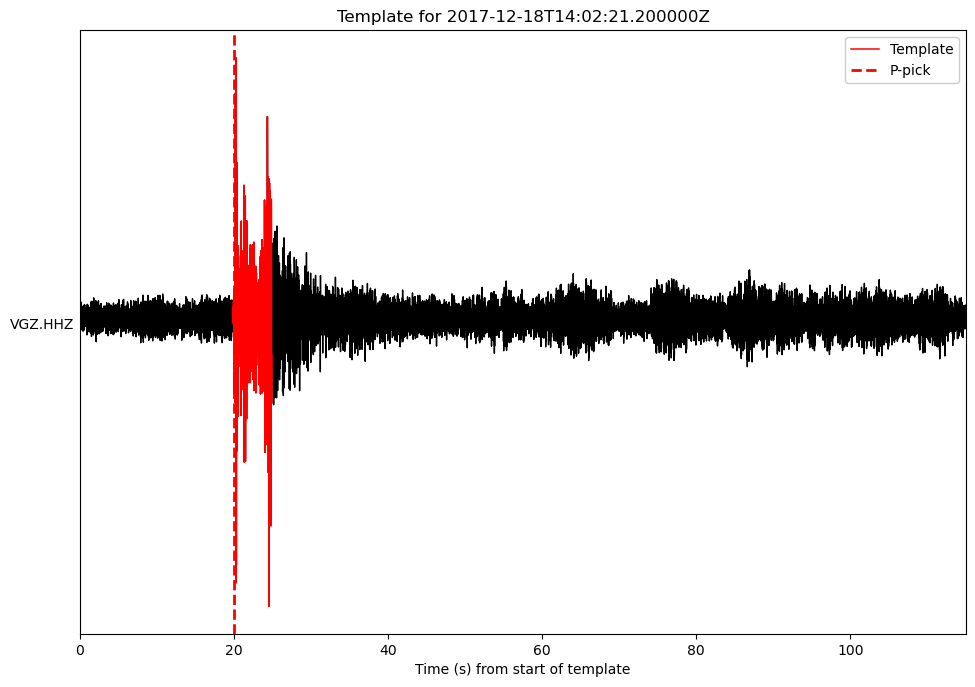 Template for 2017-12-18T14:02:21.200000Z
Template
P-pick
VGZ.HHZ
0 20 40 60 80 100
Time (s) from start of template